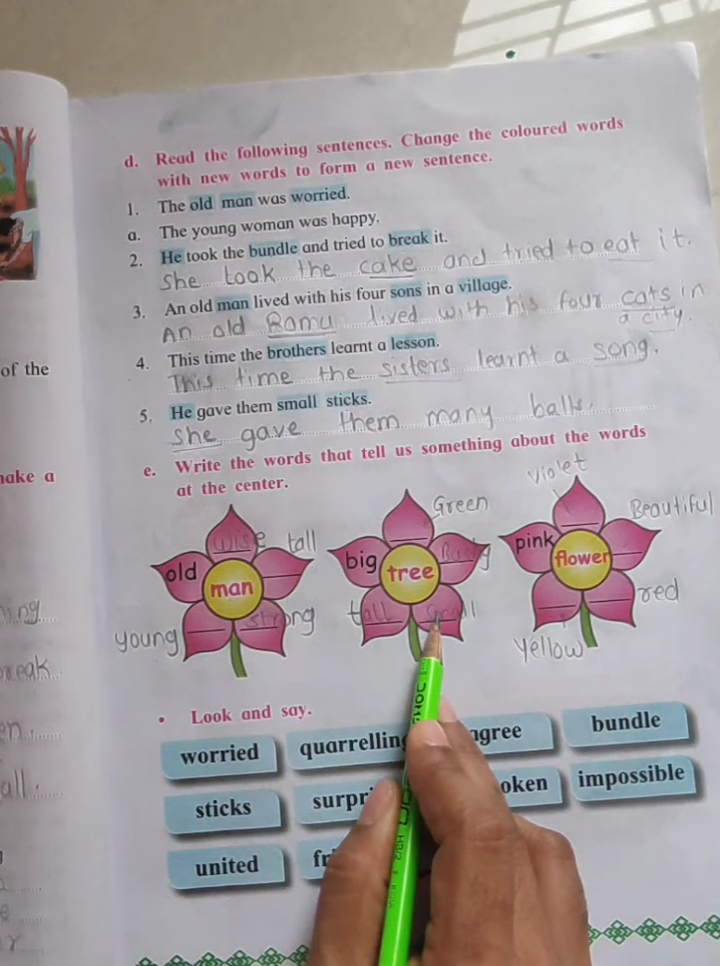 d. Read the following sentences. Change the coloured words
with new words to form a new sentence.
1. The old man was worried.
a. The young woman was happy.
2. He took the bundle and tried to break it.
She took the cake and tried to eat it.
3. An old man lived with his four sons in a village.
An old Ramu lived with his four cats in
a city.
4. This time the brothers learnt a lesson.
This time the sisters learnt a song.
5. He gave them small sticks.
she gave them many balls.
e. Write the words that tell us something about the words
at the center.
old
wise
tall
man
young
strong
big
Green
tree
tall
Small
violet
pink
Beautiful
flower
red
Yellow
• Look and say.
worried
agree
bundle
sticks
impossible
united
of the
make a